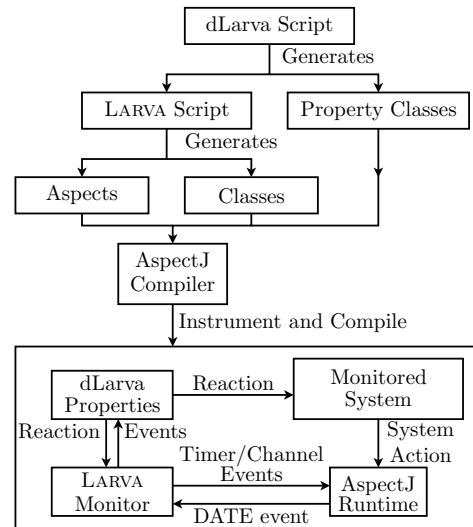 dLarva Script
Generates
LARVA Script
Property Classes
Generates
Aspects
Classes
AspectJ
Compiler
Instrument and Compile
dLarva
Properties
Reaction
Monitored
System
Reaction
Events
System
Action
LARVA
Monitor
Timer/Channel
Events
AspectJ
Runtime
DATE event